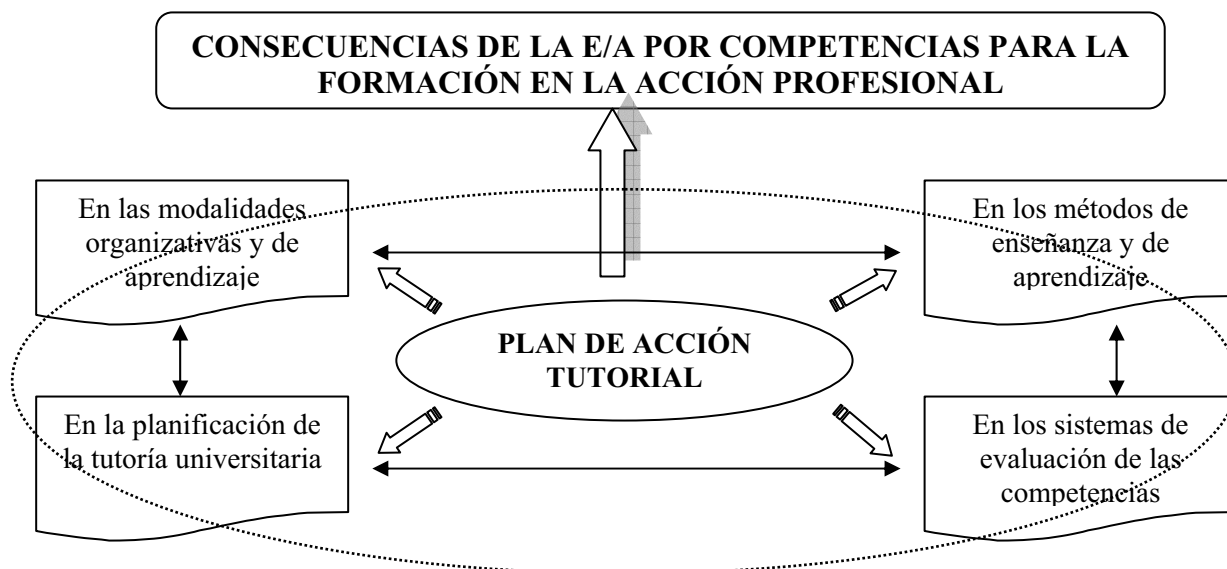 CONSECUENCIAS DE LA E/A POR COMPETENCIAS PARA LA
FORMACIÓN EN LA ACCIÓN PROFESIONAL
En las modalidades
organizativas y de
aprendizaje
En los métodos de
enseñanza y de
aprendizaje
PLAN DE ACCIÓN
TUTORIAL
En la planificación de
la tutoría universitaria
En los sistemas de
evaluación de las
competencias